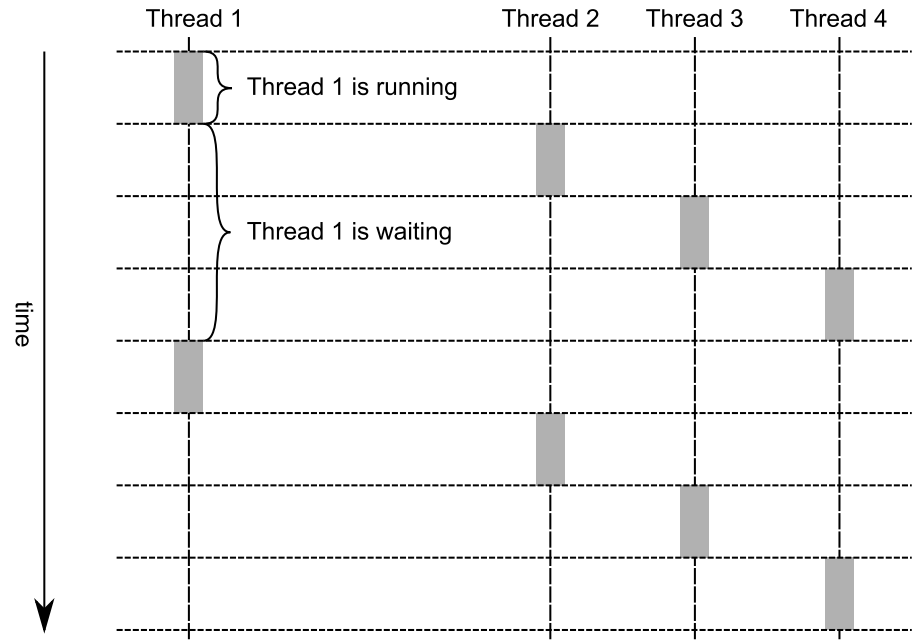 Thread 1
Thread 2
Thread 3
Thread 4
Thread 1 is running
Thread 1 is waiting
time